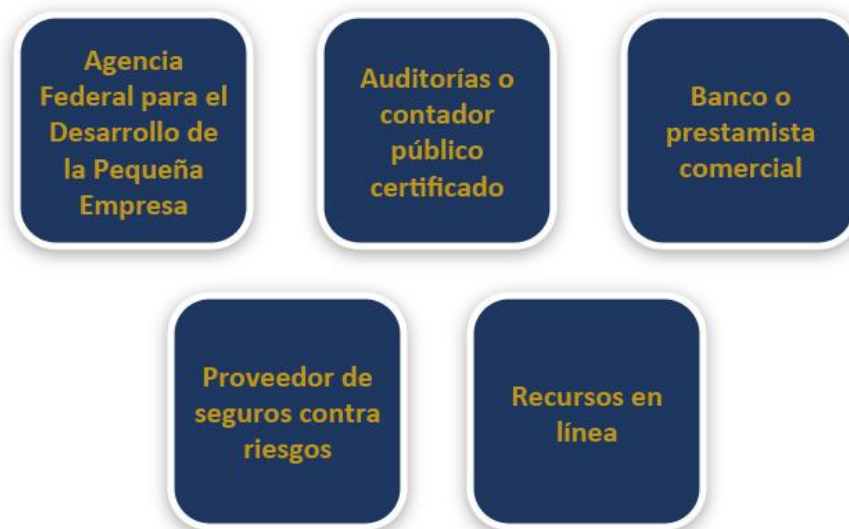 Agencia
Federal para el
Desarrollo de
la Pequeña
Empresa
Auditorías o
contador
público
certificado
Banco o
prestamista
comercial
Proveedor de
seguros contra
riesgos
Recursos en
línea